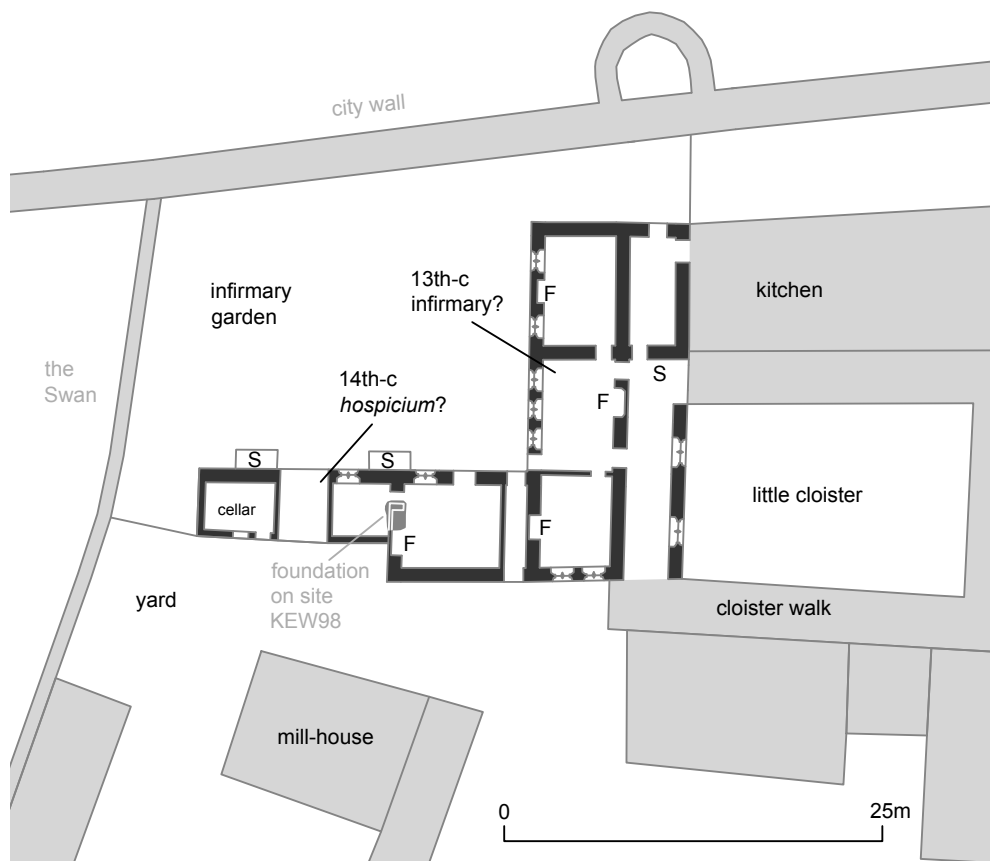 city wall
13th-c
infirmary?
F
kitchen
infirmary
garden
the
Swan
14th-c
hospicium?
S
F
S
S
cellar
F
F
little cloister
foundation
on site
KEW98
yard
cloister walk
mill-house
0
25m